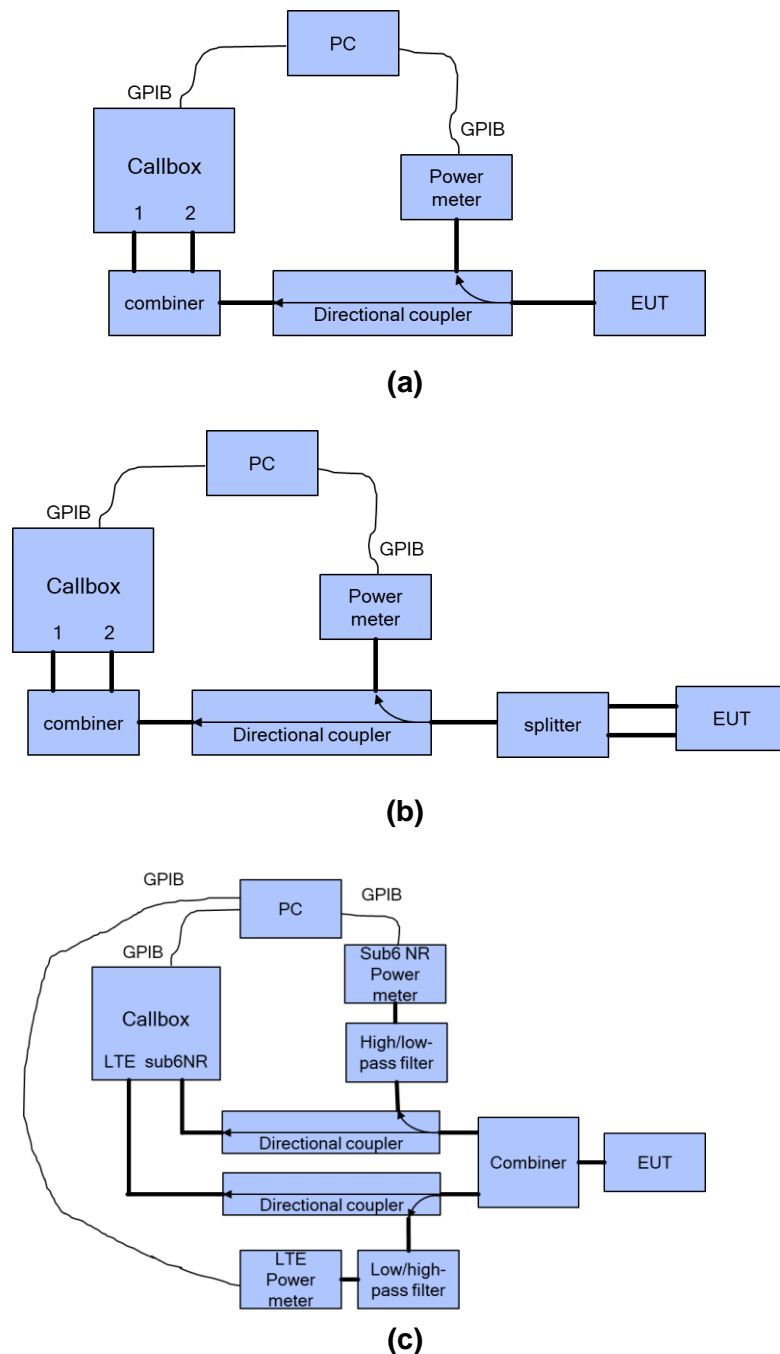 PC
GPIB
GPIB
Callbox
1 2
Power
meter
combiner
Directional coupler
EUT
(a)
PC
GPIB
GPIB
Callbox
1 2
Power
meter
combiner
Directional coupler
splitter
EUT
(b)
GPIB
PC
GPIB
GPIB
Sub6 NR
Power
meter
Callbox
LTE sub6NR
High/low-
pass filter
Directional coupler
Combiner
EUT
Directional coupler
LTE
Power
meter
Low/high-
pass filter
(c)